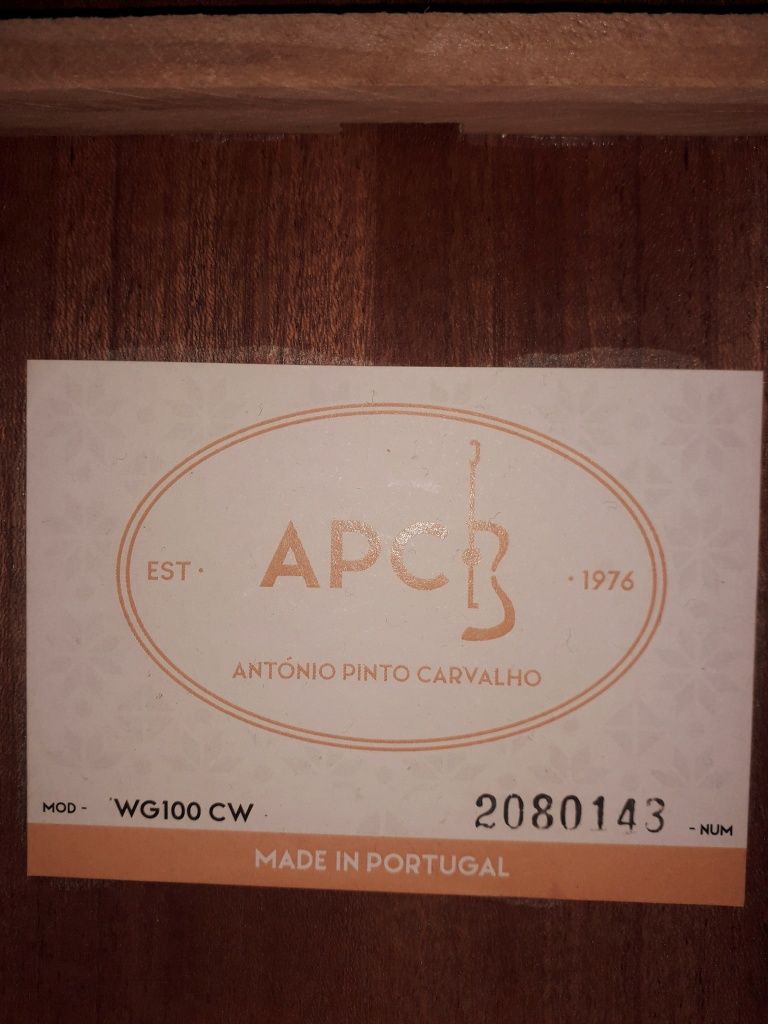 EST · APC · 1976
ANTÓNIO PINTO CARVALHO
MOD - WG100 CW 2080143 - NUM
MADE IN PORTUGAL